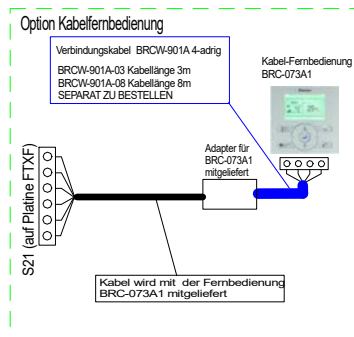 Option Kabelfernbedienung
Verbindungskabel BRCW-901A 4-adrig
BRCW-901A-03 Kabellänge 3m
BRCW-901A-08 Kabellänge 8m
SEPARAT ZU BESTELLEN
Kabel-Fernbedienung
BRC-073A1
Adapter für
BRC-073A1
mitgeliefert
S21 (auf Platine FTXF)
Kabel wird mit der Fernbedienung
BRC-073A1 mitgeliefert